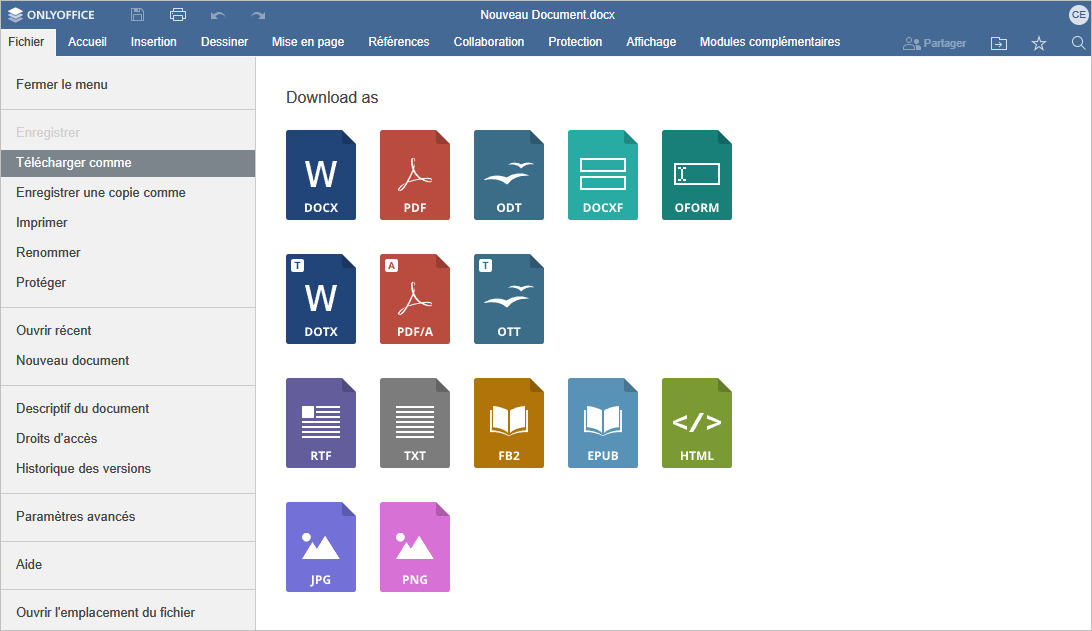 ONLYOFFICE
Nouveau Document.docx
CE
Fichier Accueil Insertion Dessiner Mise en page Références Collaboration Protection Affichage Modules complémentaires Partager
Fermer le menu
Enregistrer
Télécharger comme
Enregistrer une copie comme
Imprimer
Renommer
Protéger
Ouvrir récent
Nouveau document
Descriptif du document
Droits d'accès
Historique des versions
Paramètres avancés
Aide
Ouvrir l'emplacement du fichier
Download as
W
DOCX
PDF
ODT
DOCXF
OFORM
T
W
DOTX
A
PDF/A
T
OTT
RTF
TXT
FB2
EPUB
</>
HTML
JPG
PNG